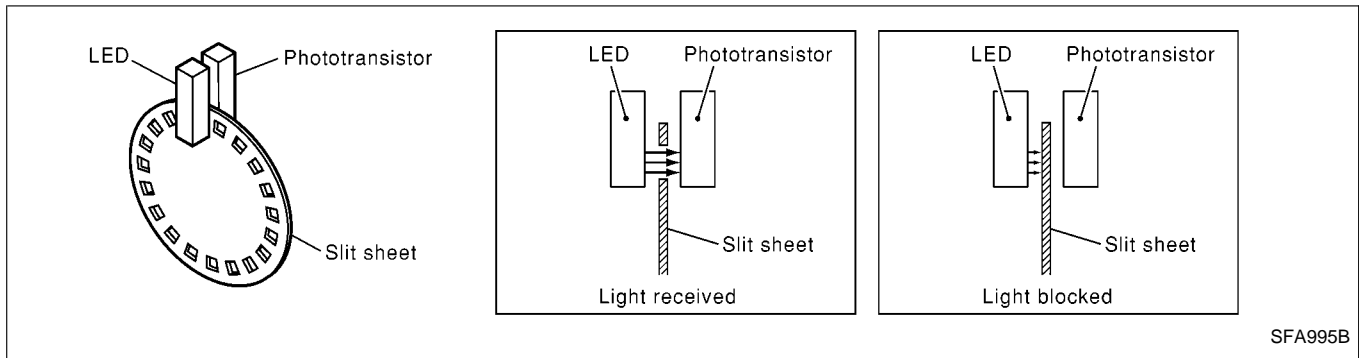 LED
Phototransistor
Slit sheet
LED
Phototransistor
Slit sheet
Light received
LED
Phototransistor
Slit sheet
Light blocked
SFA995B